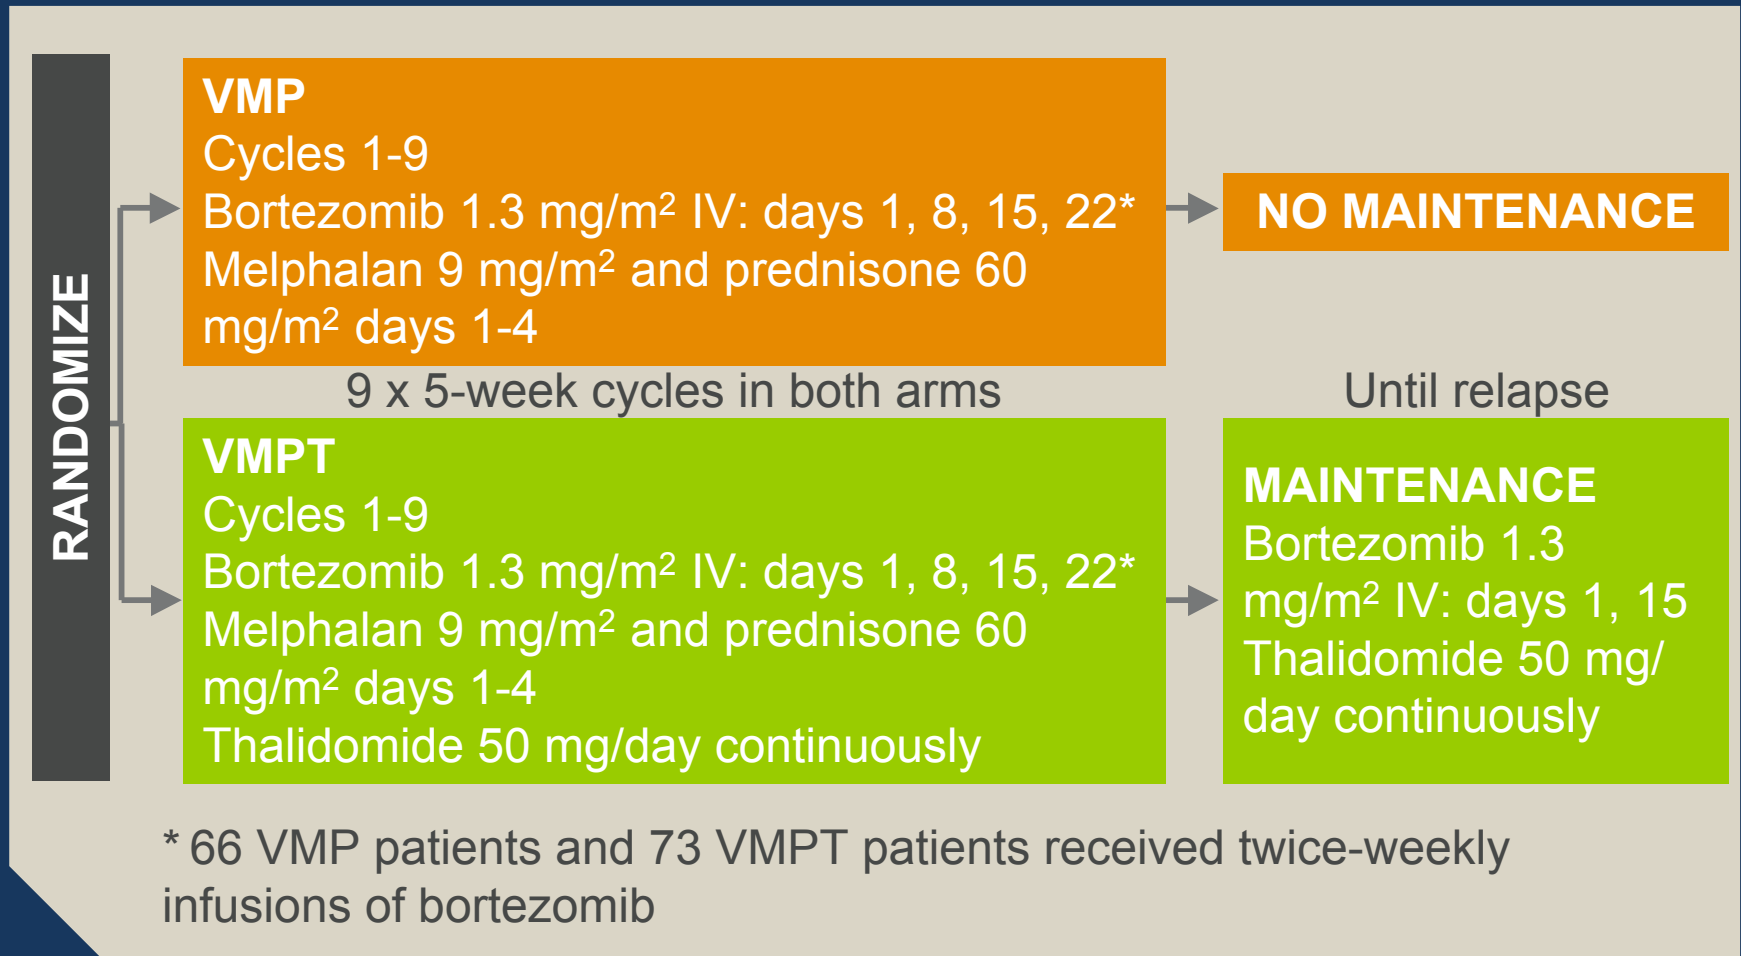 RANDOMIZE
VMP
Cycles 1-9
Bortezomib 1.3 mg/m² IV: days 1, 8, 15, 22*
Melphalan 9 mg/m² and prednisone 60
mg/m² days 1-4
NO MAINTENANCE
9 x 5-week cycles in both arms
Until relapse
VMPT
Cycles 1-9
Bortezomib 1.3 mg/m² IV: days 1, 8, 15, 22*
Melphalan 9 mg/m² and prednisone 60
mg/m² days 1-4
Thalidomide 50 mg/day continuously
MAINTENANCE
Bortezomib 1.3
mg/m² IV: days 1, 15
Thalidomide 50 mg/
day continuously
* 66 VMP patients and 73 VMPT patients received twice-weekly
infusions of bortezomib